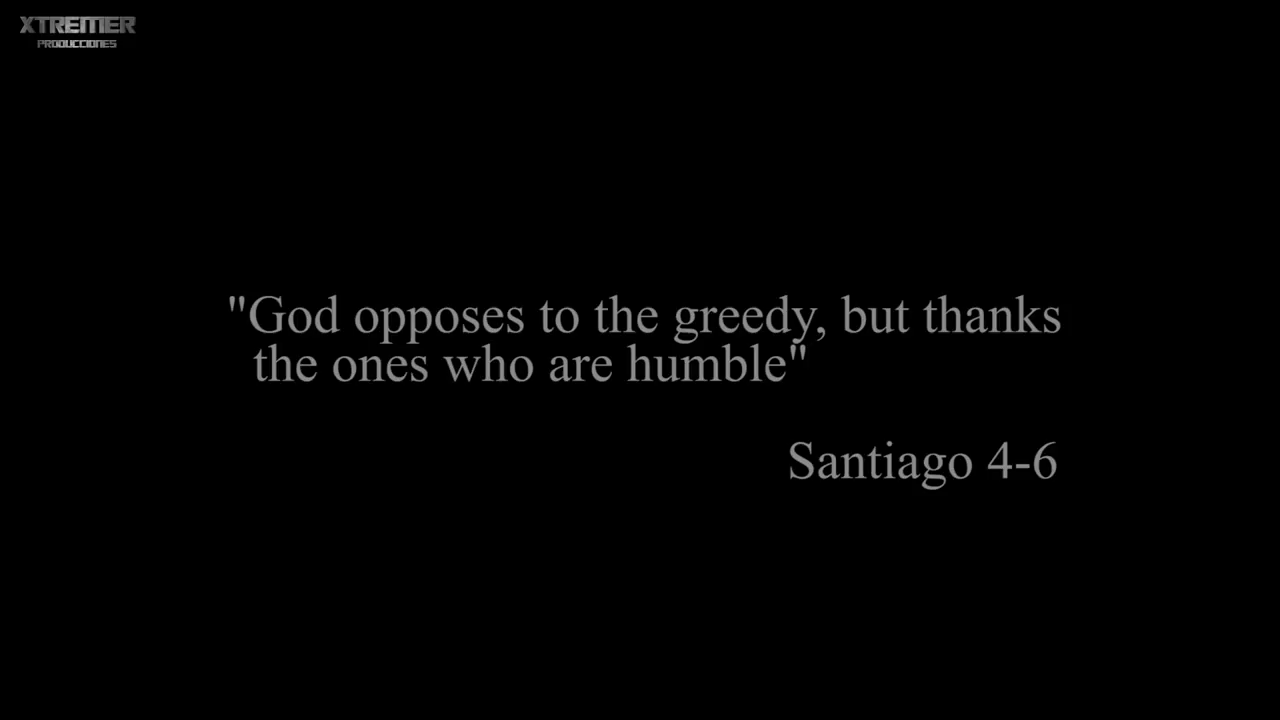 XTREMER
PRODUCCIONES
"God opposes to the greedy, but thanks
the ones who are humble"
Santiago 4-6